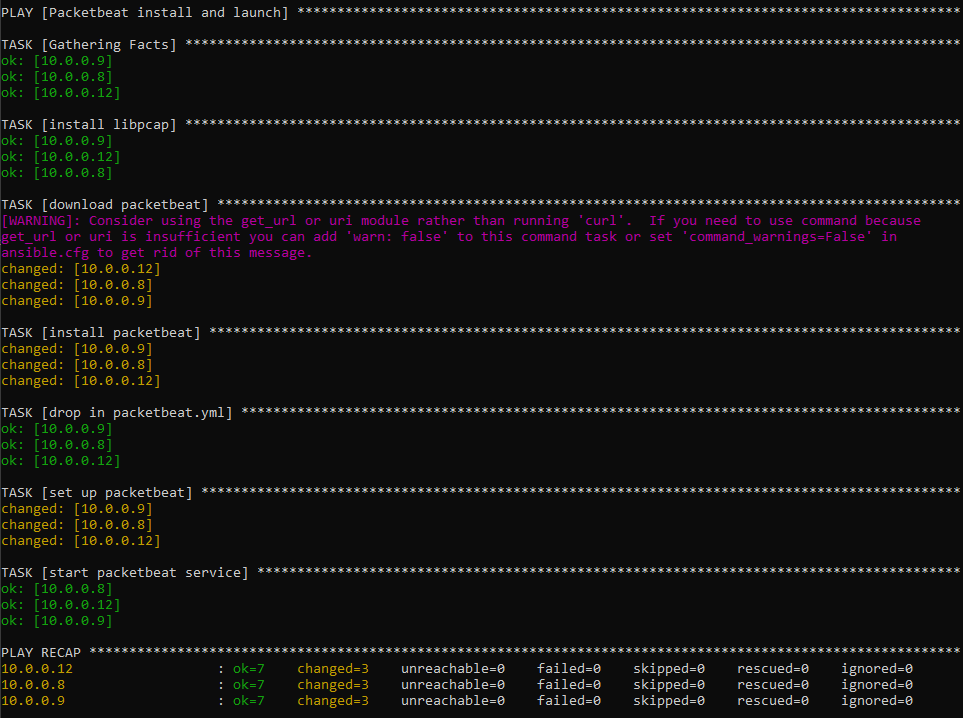 PLAY [Packetbeat install and launch] ***********************************************************************************
TASK [Gathering Facts] *************************************************************************************************
ok: [10.0.0.9]
ok: [10.0.0.8]
ok: [10.0.0.12]
TASK [install libpcap] *************************************************************************************************
ok: [10.0.0.9]
ok: [10.0.0.12]
ok: [10.0.0.8]
TASK [download packetbeat] *********************************************************************************************
[WARNING]: Consider using the get_url or uri module rather than running 'curl'.  If you need to use command because
get_url or uri is insufficient you can add 'warn: false' to this command task or set 'command_warnings=False' in
ansible.cfg to get rid of this message.
changed: [10.0.0.12]
changed: [10.0.0.8]
changed: [10.0.0.9]
TASK [install packetbeat] **********************************************************************************************
changed: [10.0.0.9]
changed: [10.0.0.8]
changed: [10.0.0.12]
TASK [drop in packetbeat.yml] ******************************************************************************************
ok: [10.0.0.9]
ok: [10.0.0.8]
ok: [10.0.0.12]
TASK [set up packetbeat] ***********************************************************************************************
changed: [10.0.0.9]
changed: [10.0.0.8]
changed: [10.0.0.12]
TASK [start packetbeat service] ****************************************************************************************
ok: [10.0.0.8]
ok: [10.0.0.12]
ok: [10.0.0.9]
PLAY RECAP *************************************************************************************************************
10.0.0.12                  : ok=7    changed=3    unreachable=0    failed=0    skipped=0    rescued=0    ignored=0
10.0.0.8                   : ok=7    changed=3    unreachable=0    failed=0    skipped=0    rescued=0    ignored=0
10.0.0.9                   : ok=7    changed=3    unreachable=0    failed=0    skipped=0    rescued=0    ignored=0